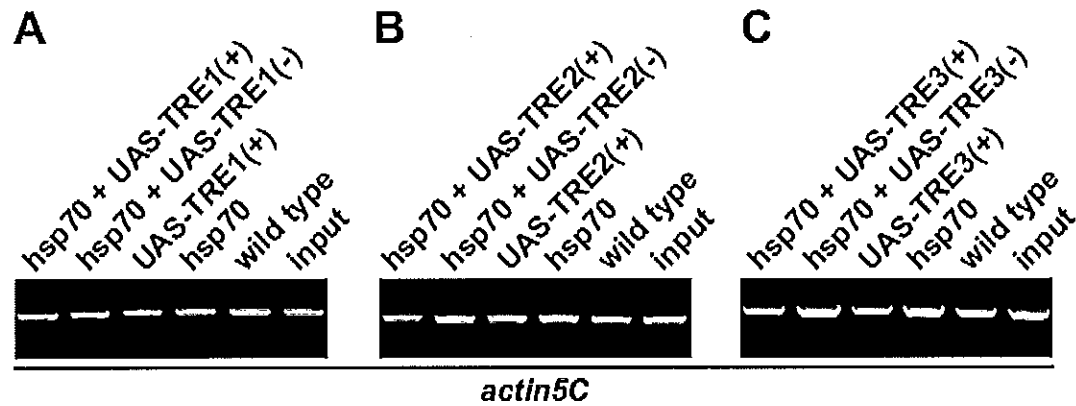 A
hsp70 + UAS-TRE1(+)
hsp70 + UAS-TRE1(-)
UAS-TRE1(+)
hsp70
wild type
input
B
hsp70 + UAS-TRE2(+)
hsp70 + UAS-TRE2(-)
UAS-TRE2(+)
hsp70
wild type
input
C
hsp70 + UAS-TRE3(+)
hsp70 + UAS-TRE3(-)
UAS-TRE3(+)
hsp70
wild type
input
actin5C